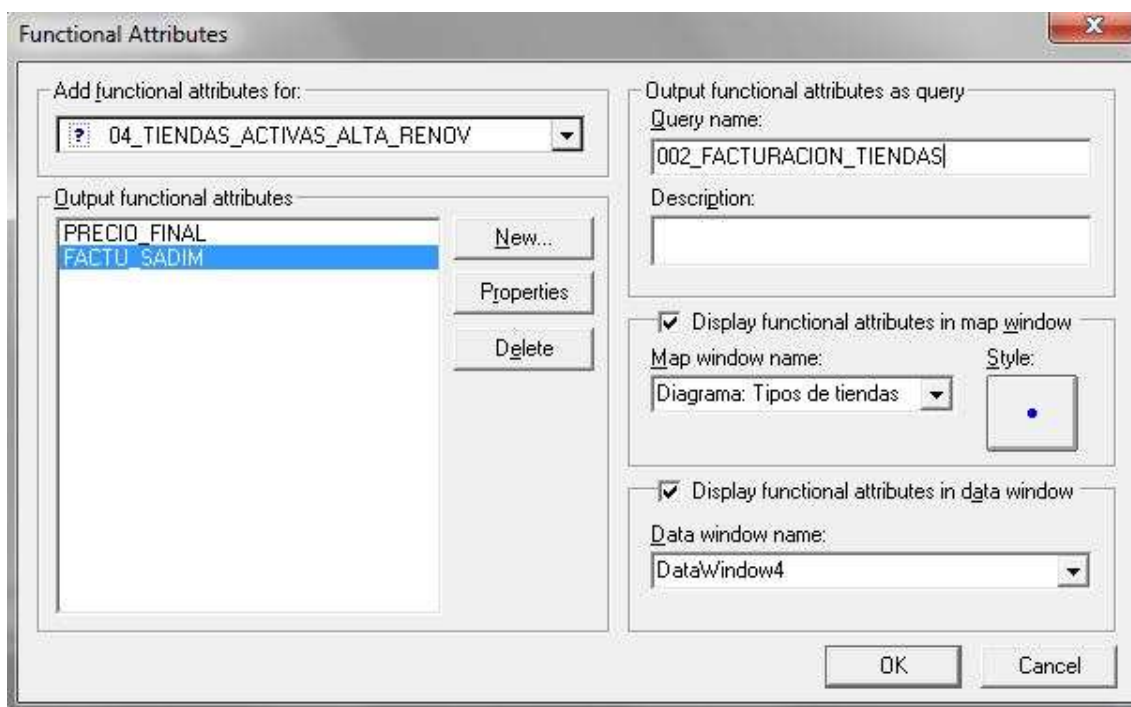 Functional Attributes
Add functional attributes for:
? 04_TIENDAS_ACTIVAS_ALTA_RENOV
Output functional attributes
PRECIO_FINAL
FACTU_SADIM
New...
Properties
Delete
Output functional attributes as query
Query name:
002_FACTURACION_TIENDAS
Description:
Display functional attributes in map window
Map window name:
Style:
Diagrama: Tipos de tiendas
Display functional attributes in data window
Data window name:
DataWindow4
OK
Cancel